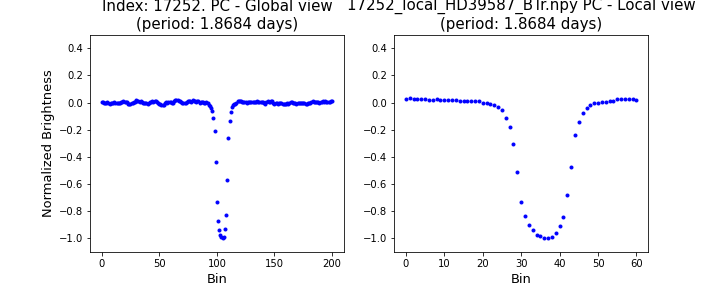 Index: 17252. PC - Global view
(period: 1.8684 days)
17252_local_HD39587_BTr.npy PC - Local view
(period: 1.8684 days)
Normalized Brightness
0.4
0.2
0.0
−0.2
−0.4
−0.6
−0.8
−1.0
0 50 100 150 200
Bin
0.4
0.2
0.0
−0.2
−0.4
−0.6
−0.8
−1.0
0 10 20 30 40 50 60
Bin